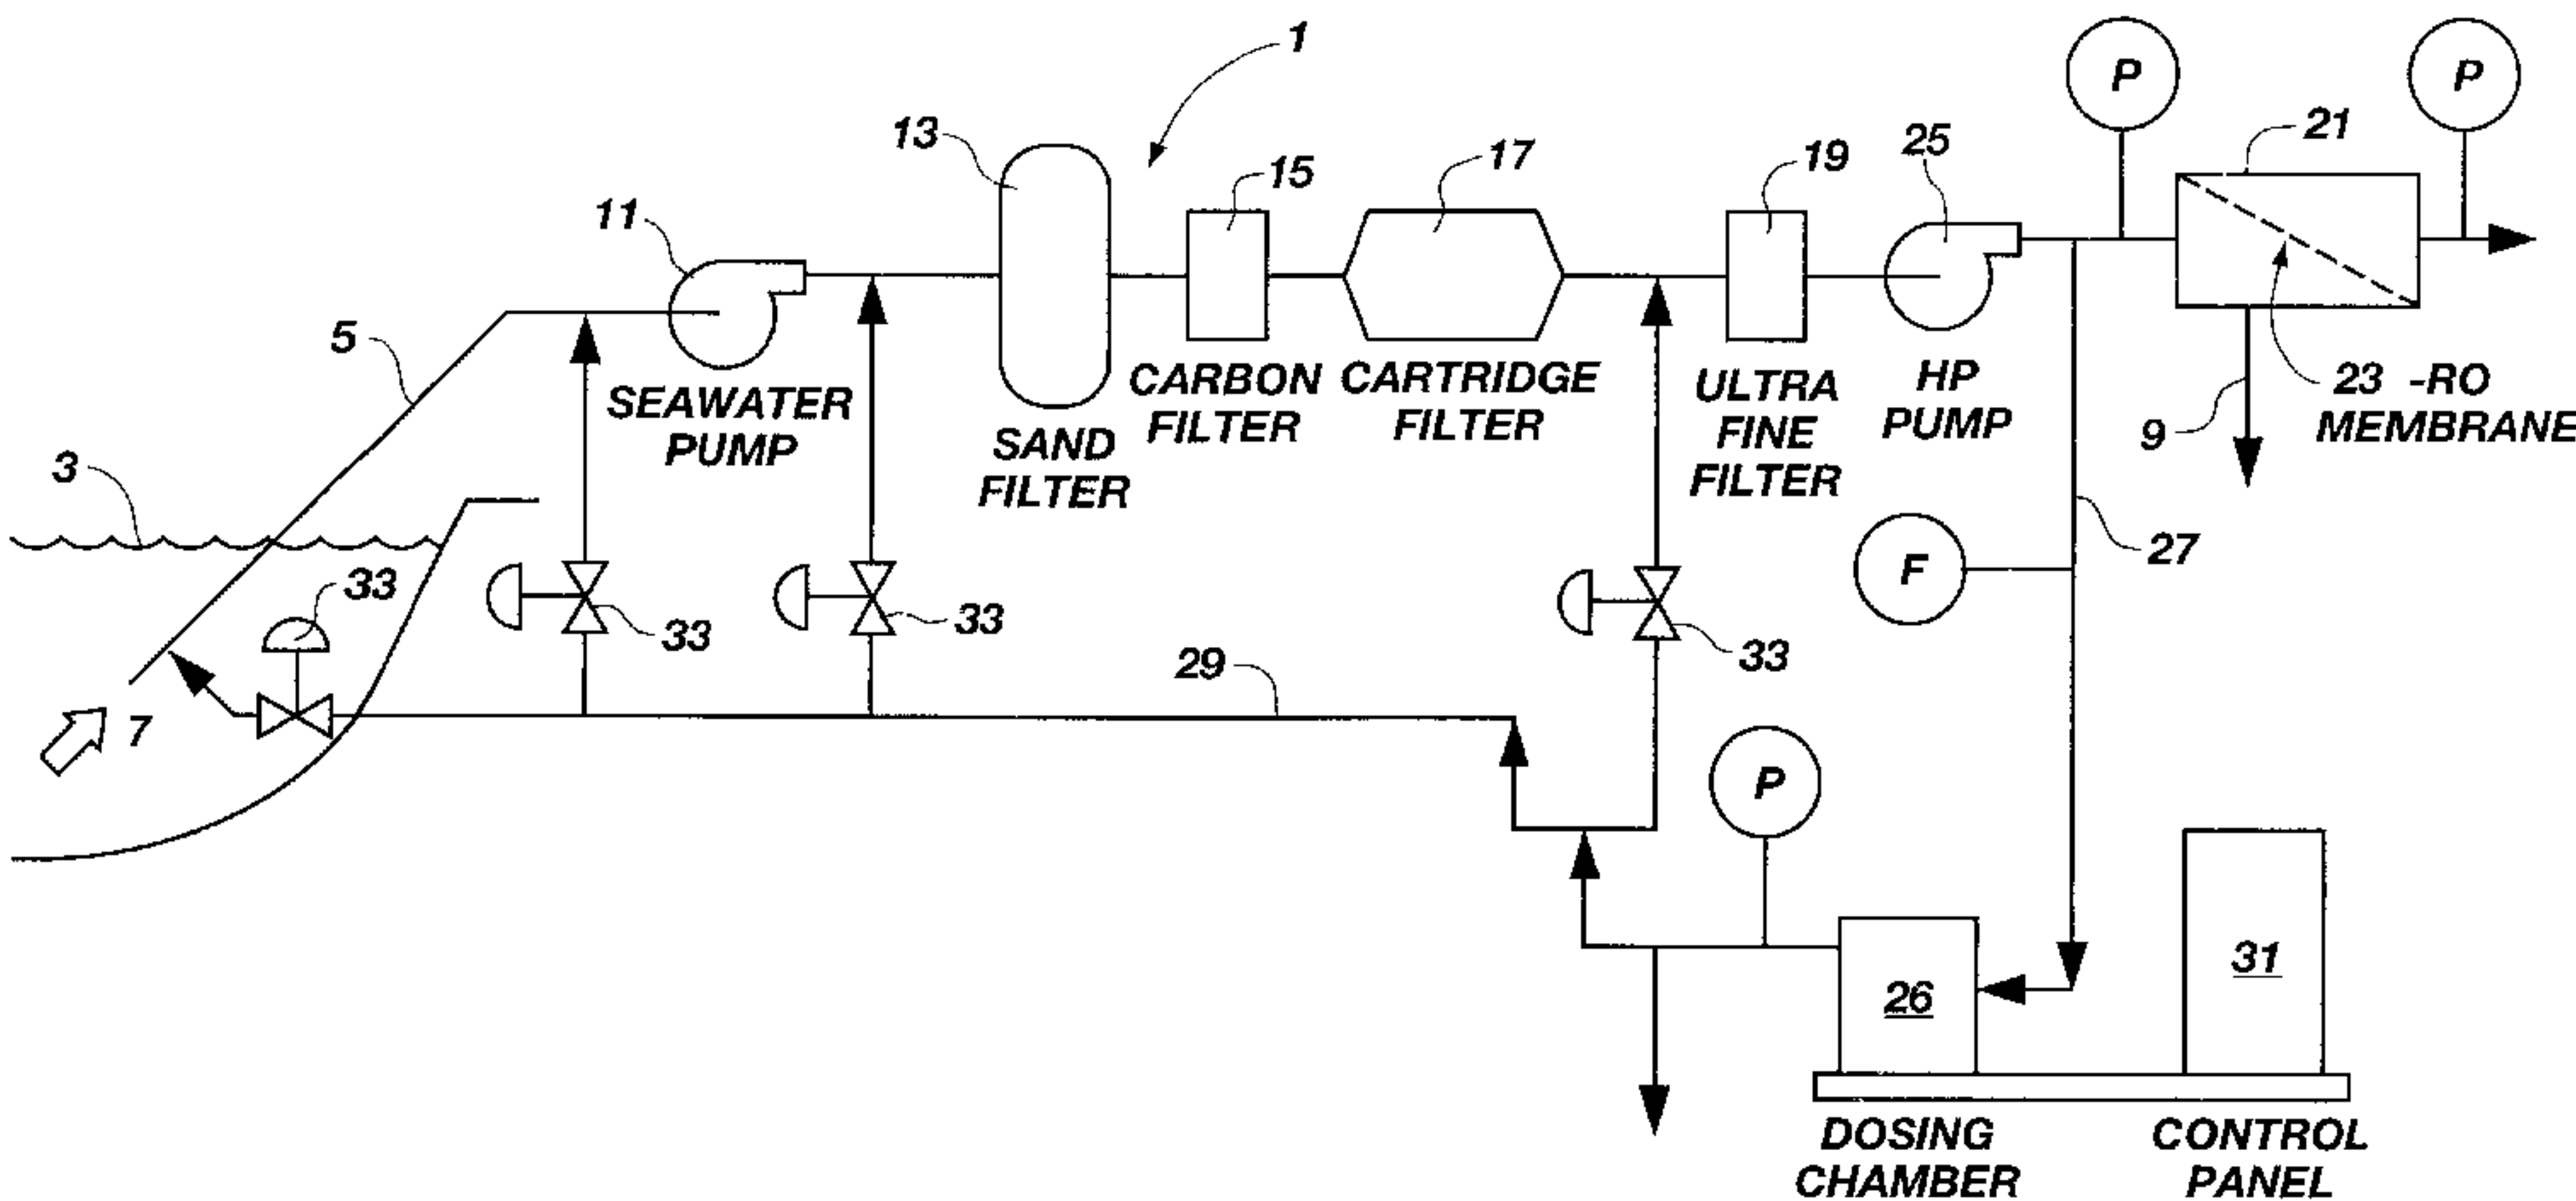 1
P
P
13
15
17
19
25
21
11
5
SEAWATER
PUMP
SAND
FILTER
CARBON
FILTER
CARTRIDGE
FILTER
ULTRA
FINE
FILTER
HP
PUMP
23 -RO
MEMBRANE
9
3
27
F
33
33
33
33
29
7
P
26
31
DOSING
CHAMBER
CONTROL
PANEL